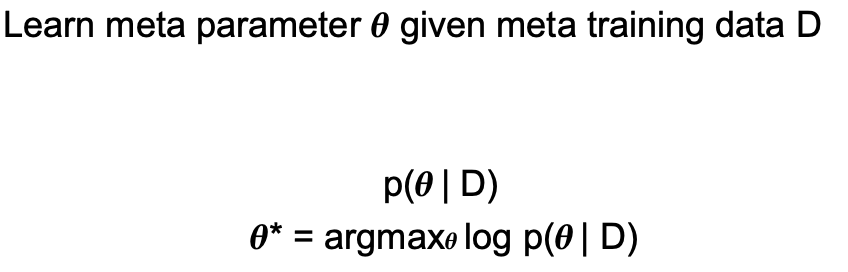 Learn meta parameter θ given meta training data D
p(θ | D)
θ* = argmaxθ log p(θ | D)